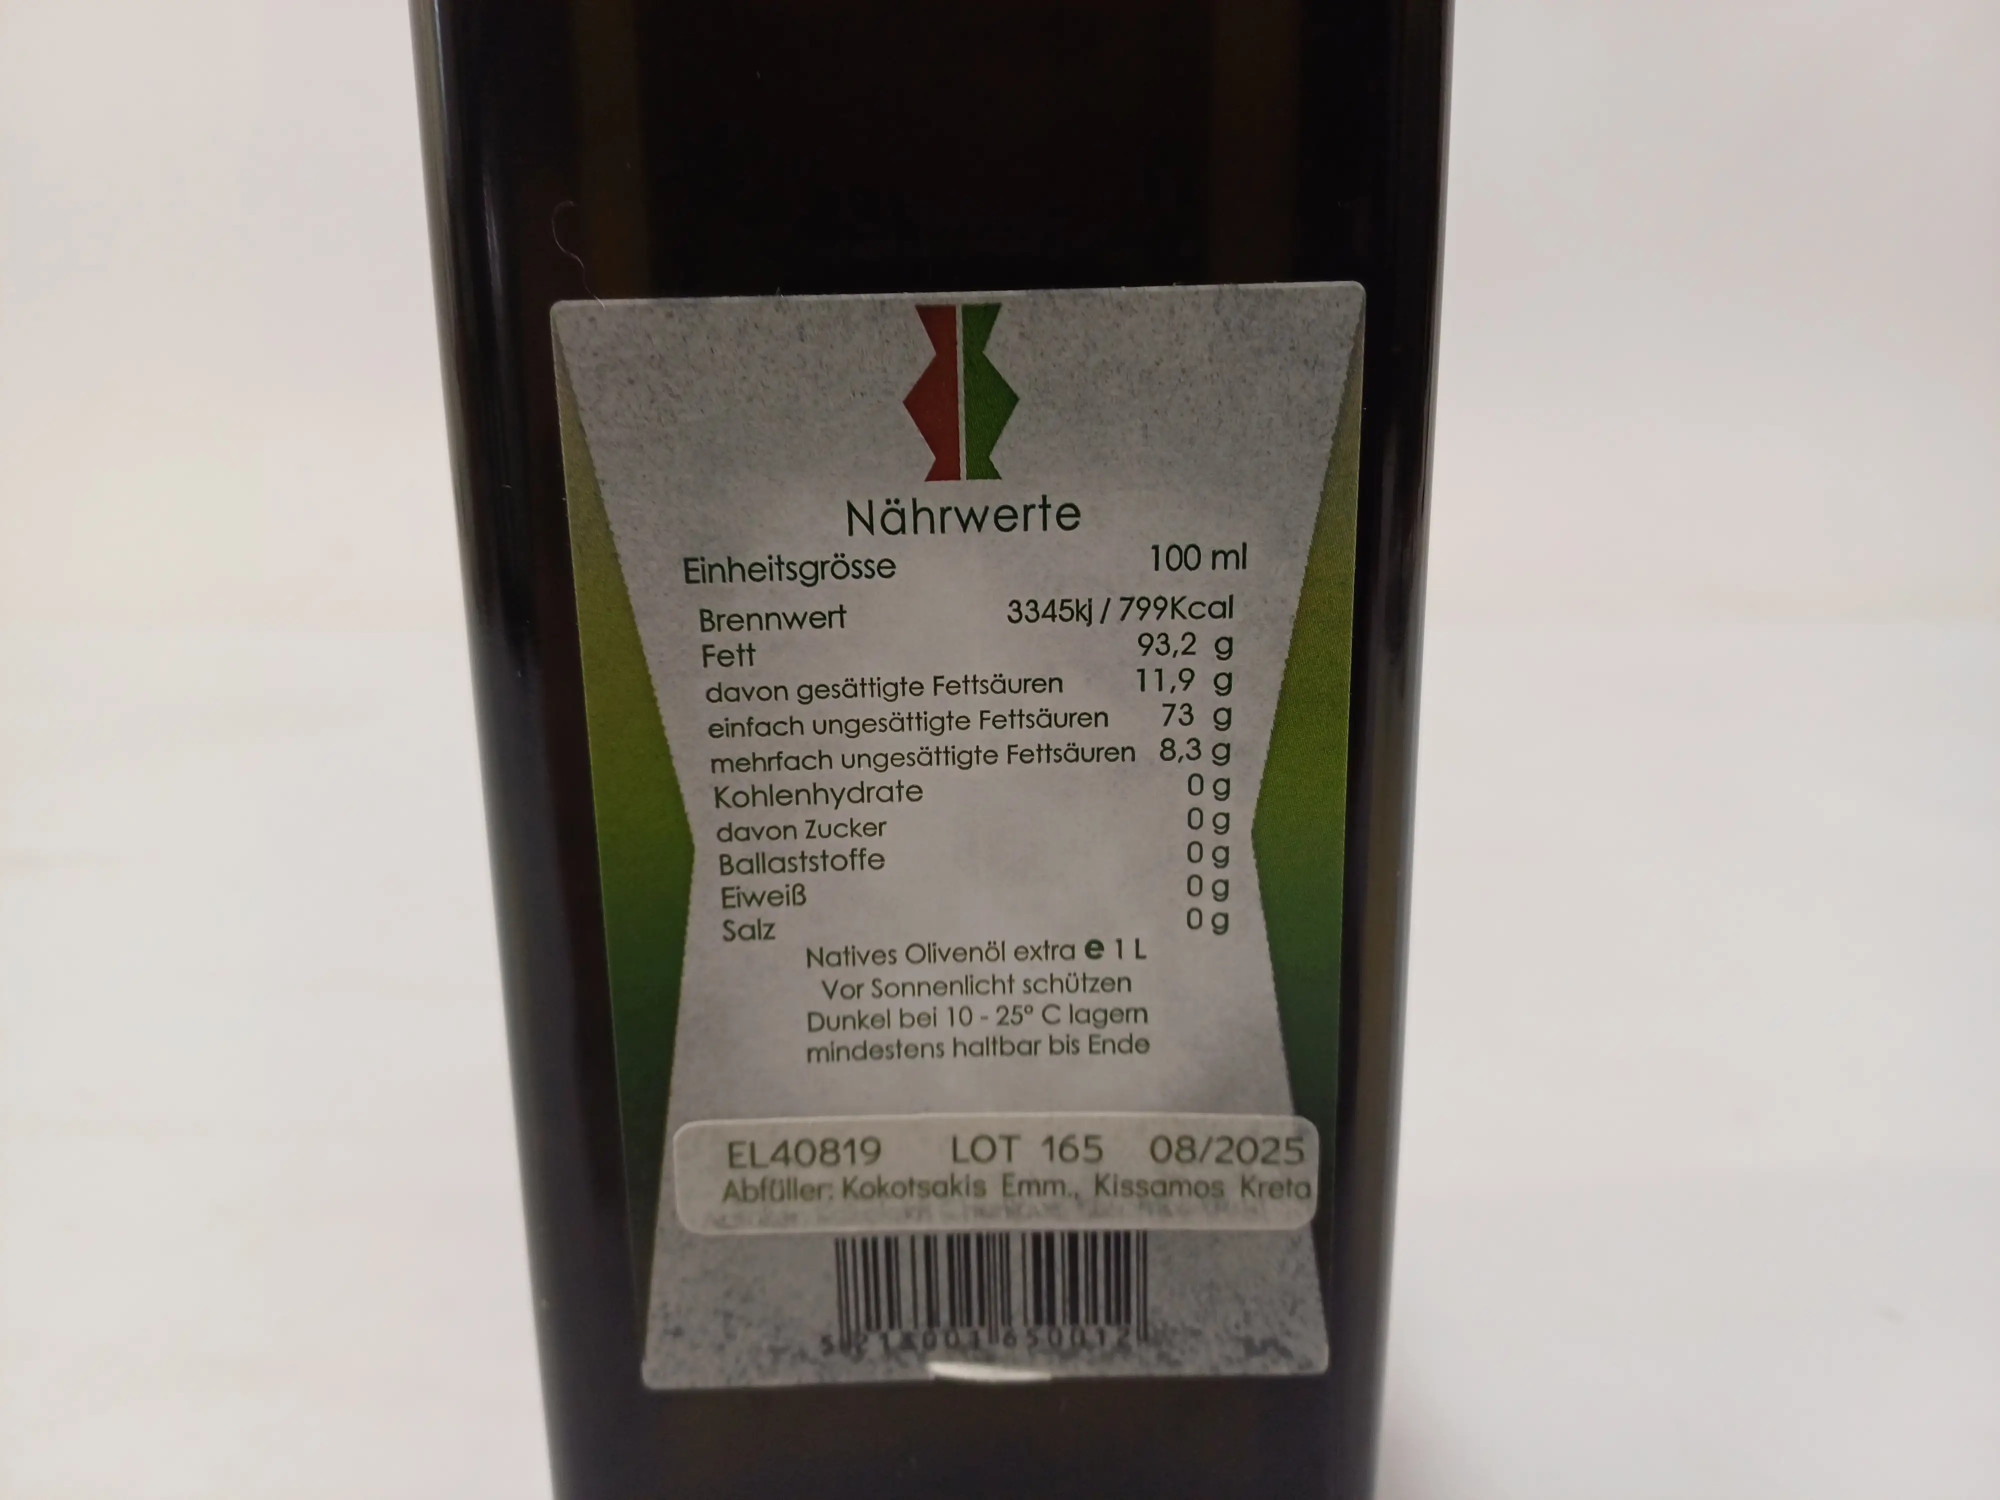 Nährwerte
Einheitsgrösse 100 ml
Brennwert 3345kj / 799Kcal
Fett 93,2 g
davon gesättigte Fettsäuren 11,9 g
einfach ungesättigte Fettsäuren 73 g
mehrfach ungesättigte Fettsäuren 8,3 g
Kohlenhydrate 0 g
davon Zucker 0 g
Ballaststoffe 0 g
Eiweiß 0 g
Salz 0 g
Natives Olivenöl extra e 1 L
Vor Sonnenlicht schützen
Dunkel bei 10 - 25° C lagern
mindestens haltbar bis Ende
EL40819 LOT 165 08/2025
Abfüller: Kokotsakis Emm., Kissamos Kreta